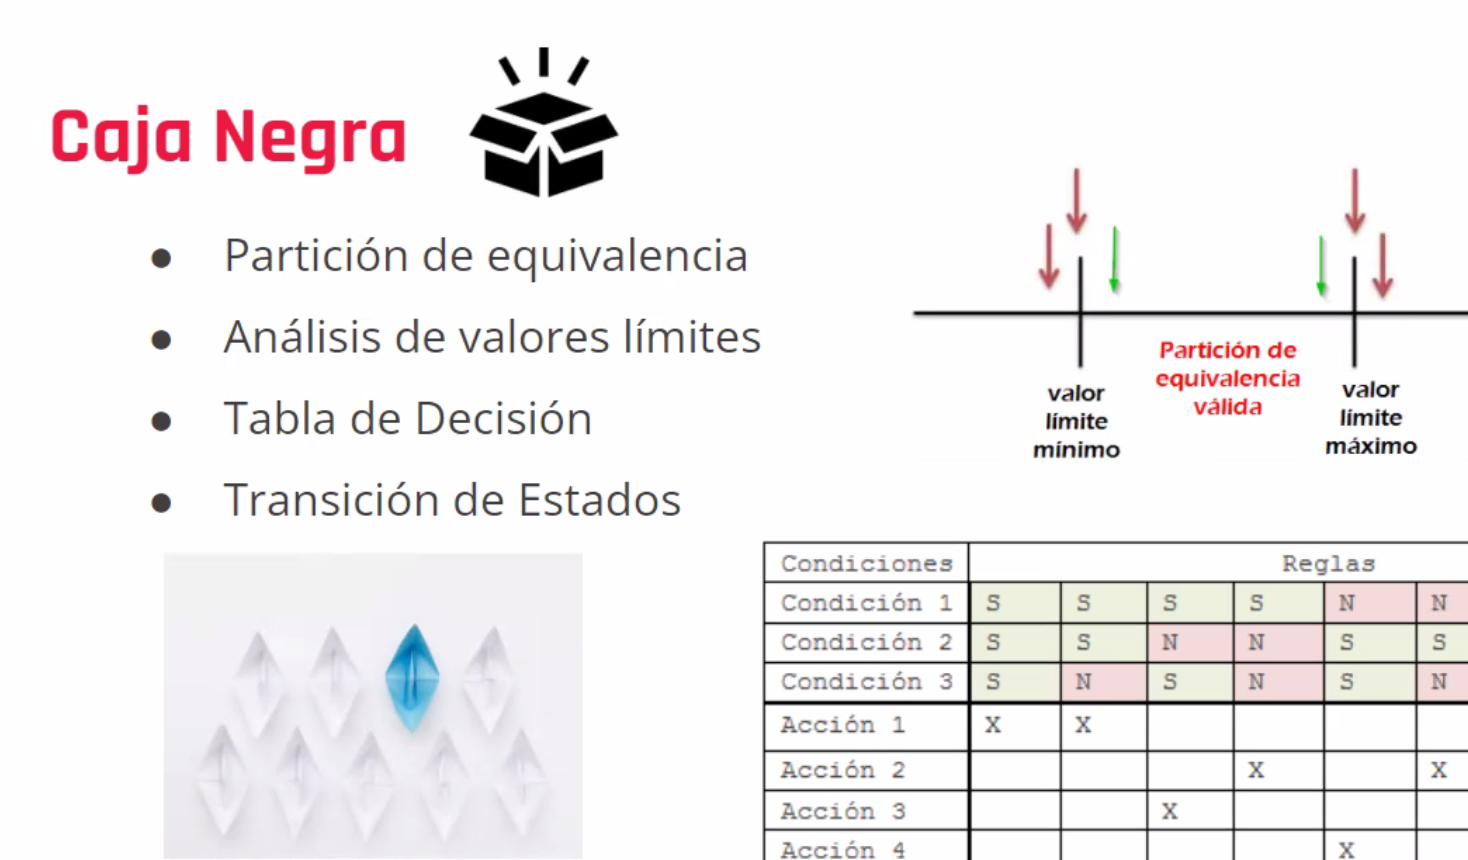 Caja Negra
● Partición de equivalencia
● Análisis de valores límites
● Tabla de Decisión
● Transición de Estados
Partición de
equivalencia
válida
valor
límite
mínimo
valor
límite
máximo
Condiciones Reglas
Condición 1 S S S S N N
Condición 2 S S N N S S
Condición 3 S N S N S N
Acción 1 X X
Acción 2 X X
Acción 3 X
Acción 4 X